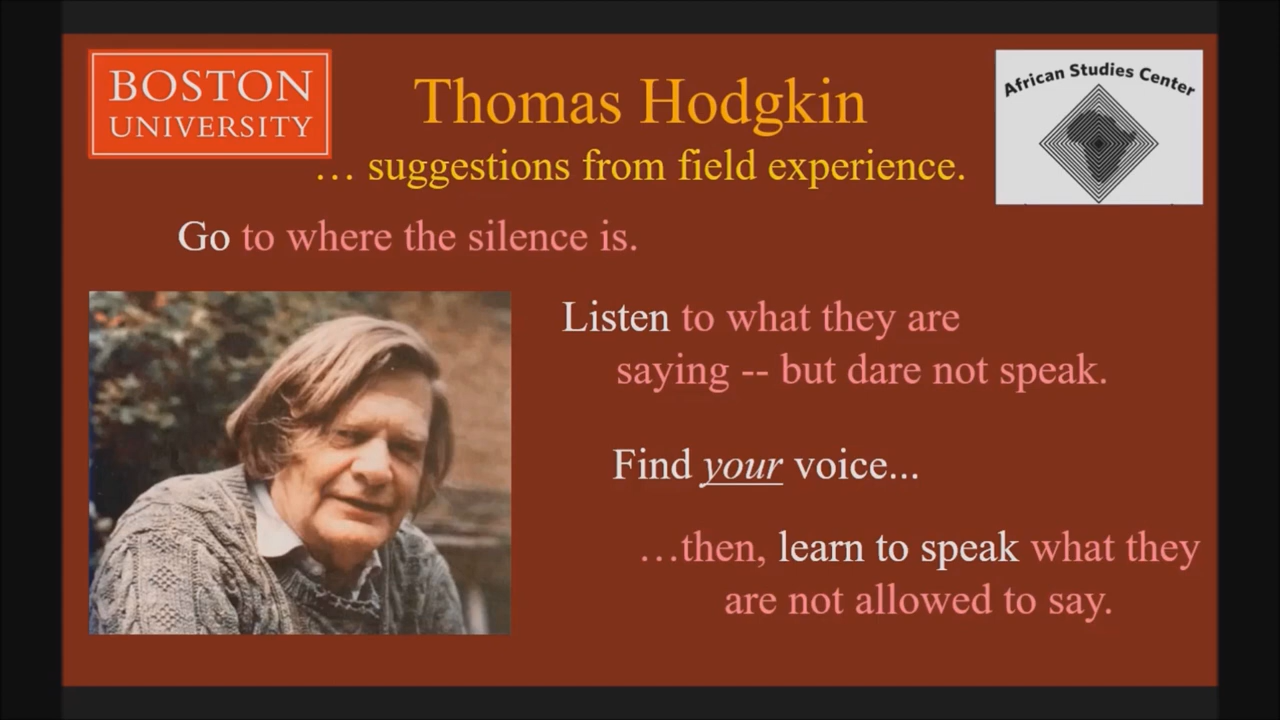 BOSTON
UNIVERSITY
Thomas Hodgkin
African Studies Center
… suggestions from field experience.
Go to where the silence is.
Listen to what they are
saying -- but dare not speak.
Find your voice...
…then, learn to speak what they
are not allowed to say.